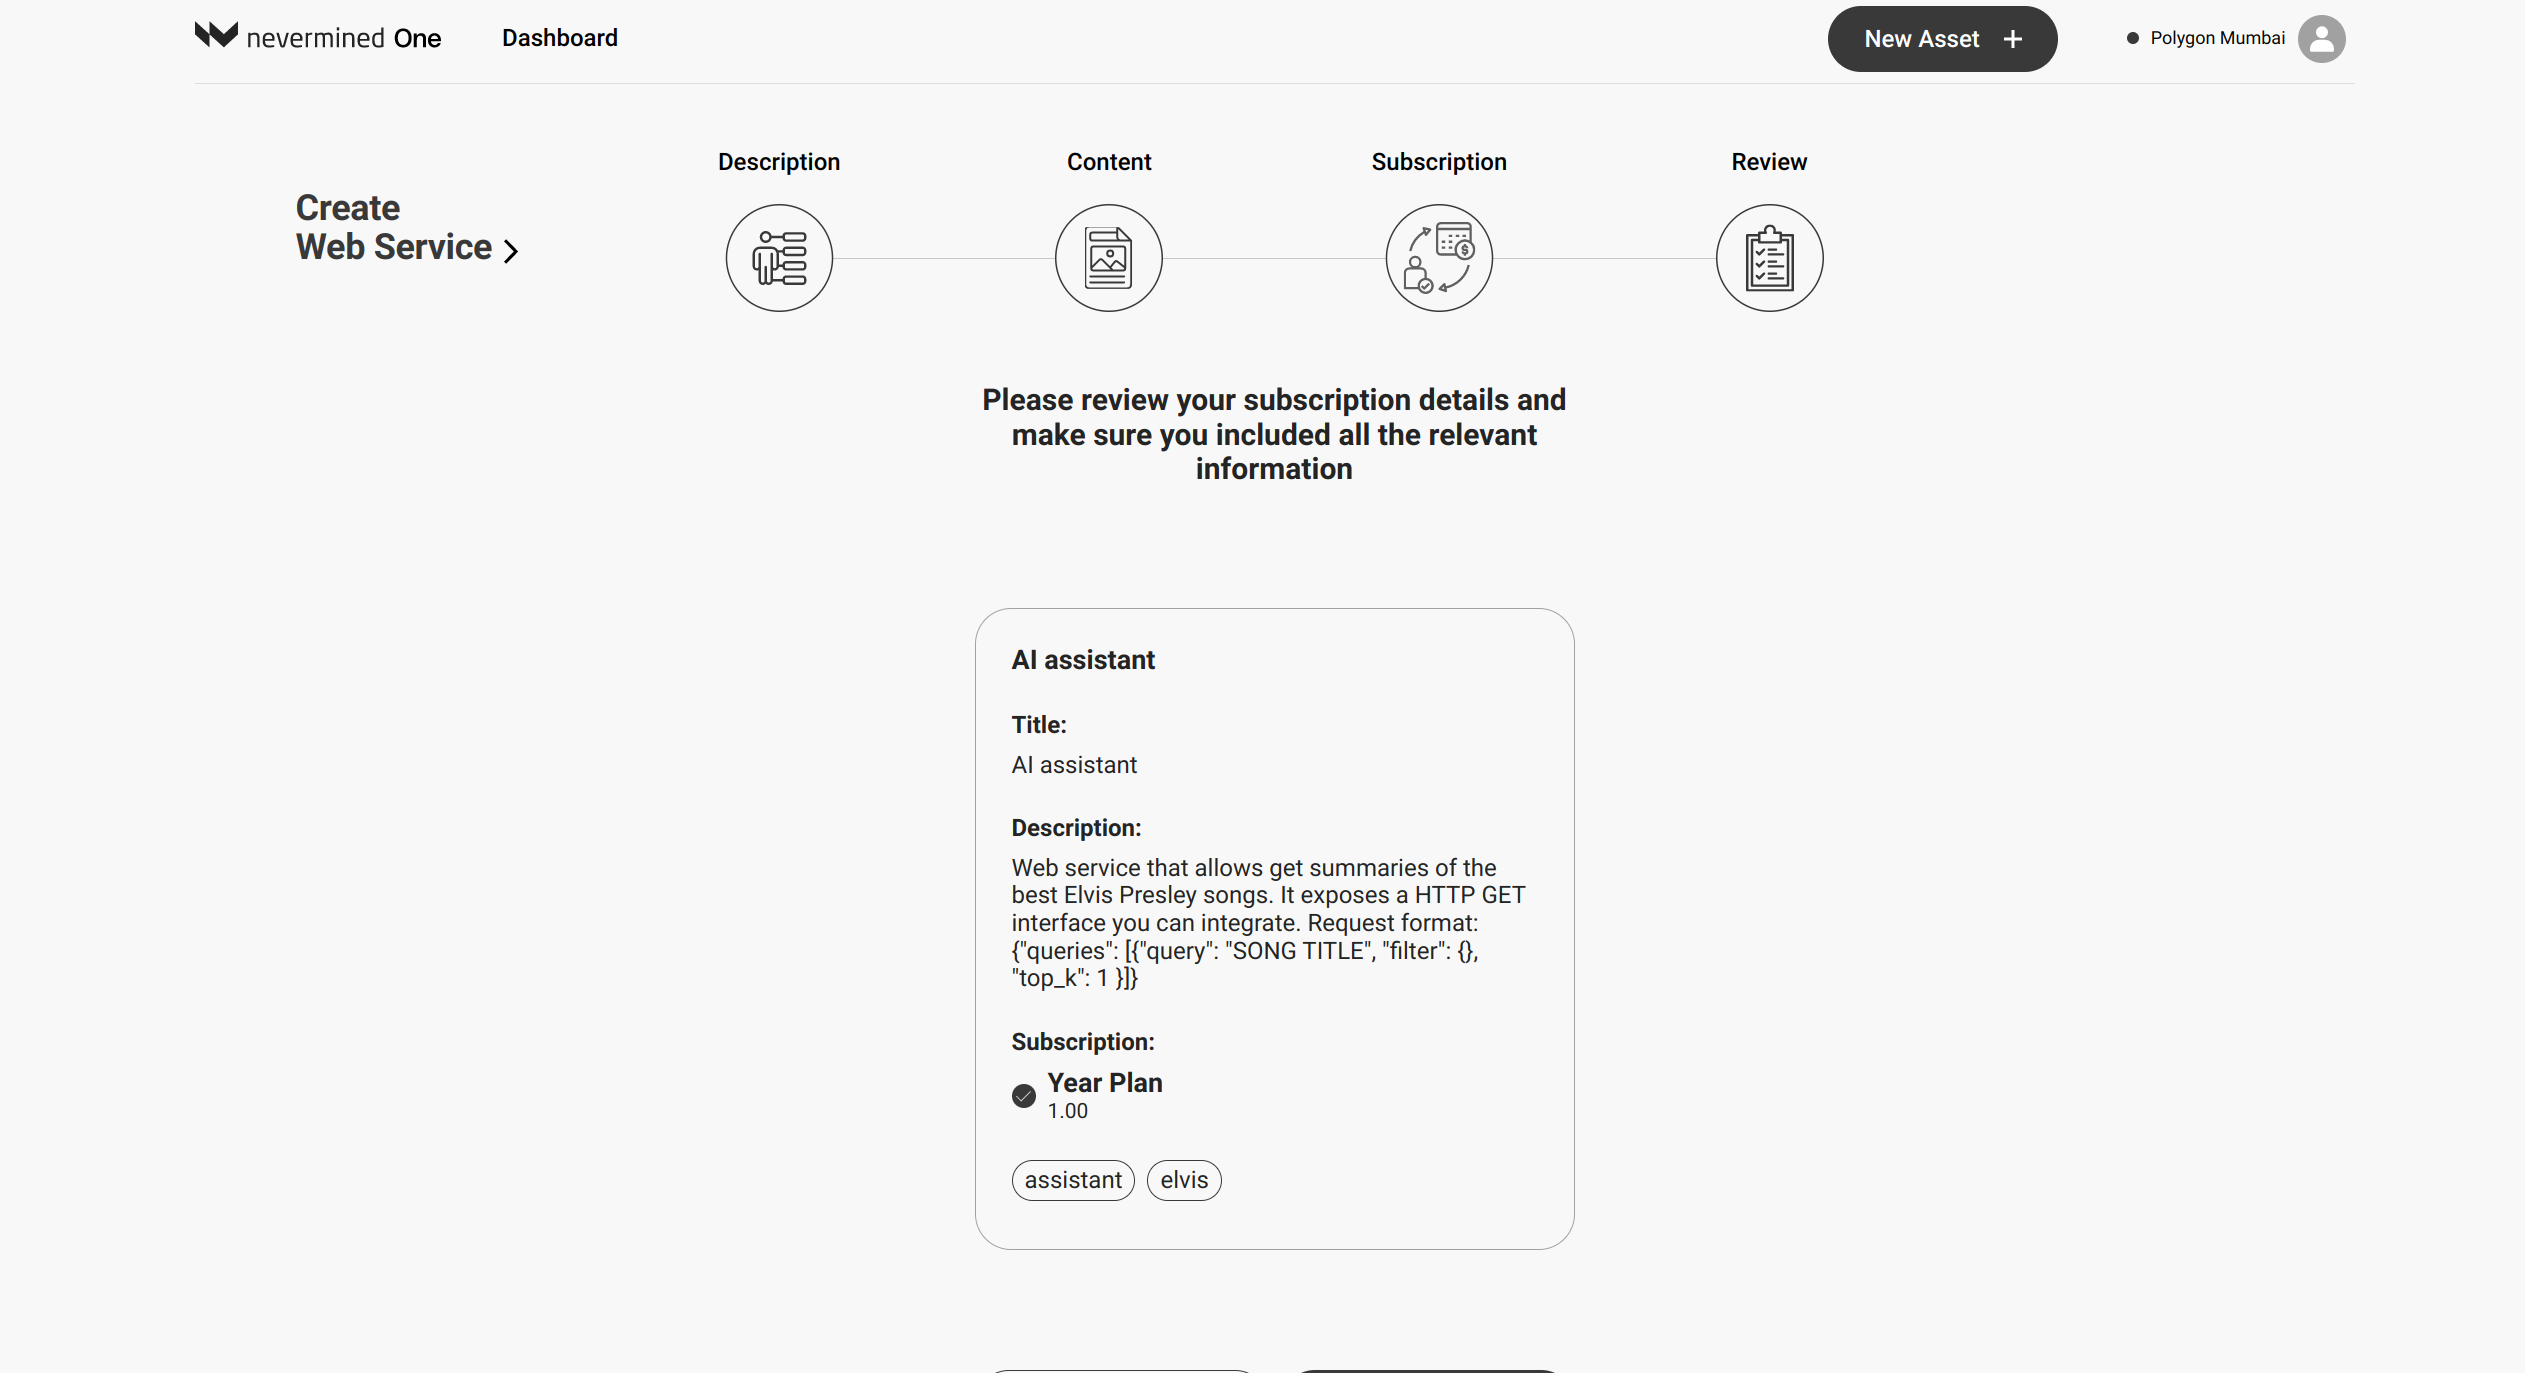 nevermined One
Dashboard
New Asset +
Polygon Mumbai
Description
Content
Subscription
Review
Create
Web Service
Please review your subscription details and
make sure you included all the relevant
information
AI assistant
Title:
AI assistant
Description:
Web service that allows get summaries of the
best Elvis Presley songs. It exposes a HTTP GET
interface you can integrate. Request format:
{"queries": [{"query": "SONG TITLE", "filter": {},
"top_k": 1 }]}
Subscription:
Year Plan
1.00
assistant
elvis